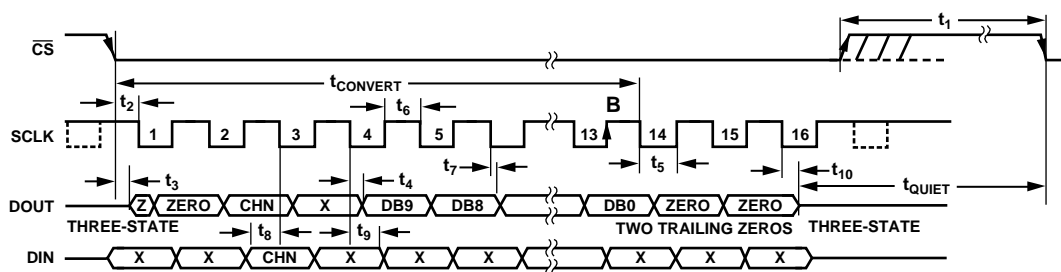 t1
CS
tCONVERT
t2
t6
B
SCLK
1 2 3 4 5 13 14 15 16
t3
t4
t7
t5
t10
tQUIET
DOUT
Z ZERO CHN X DB9 DB8 DB0 ZERO ZERO
THREE-STATE
TWO TRAILING ZEROS
THREE-STATE
t8
t9
DIN
X X CHN X X X X X X